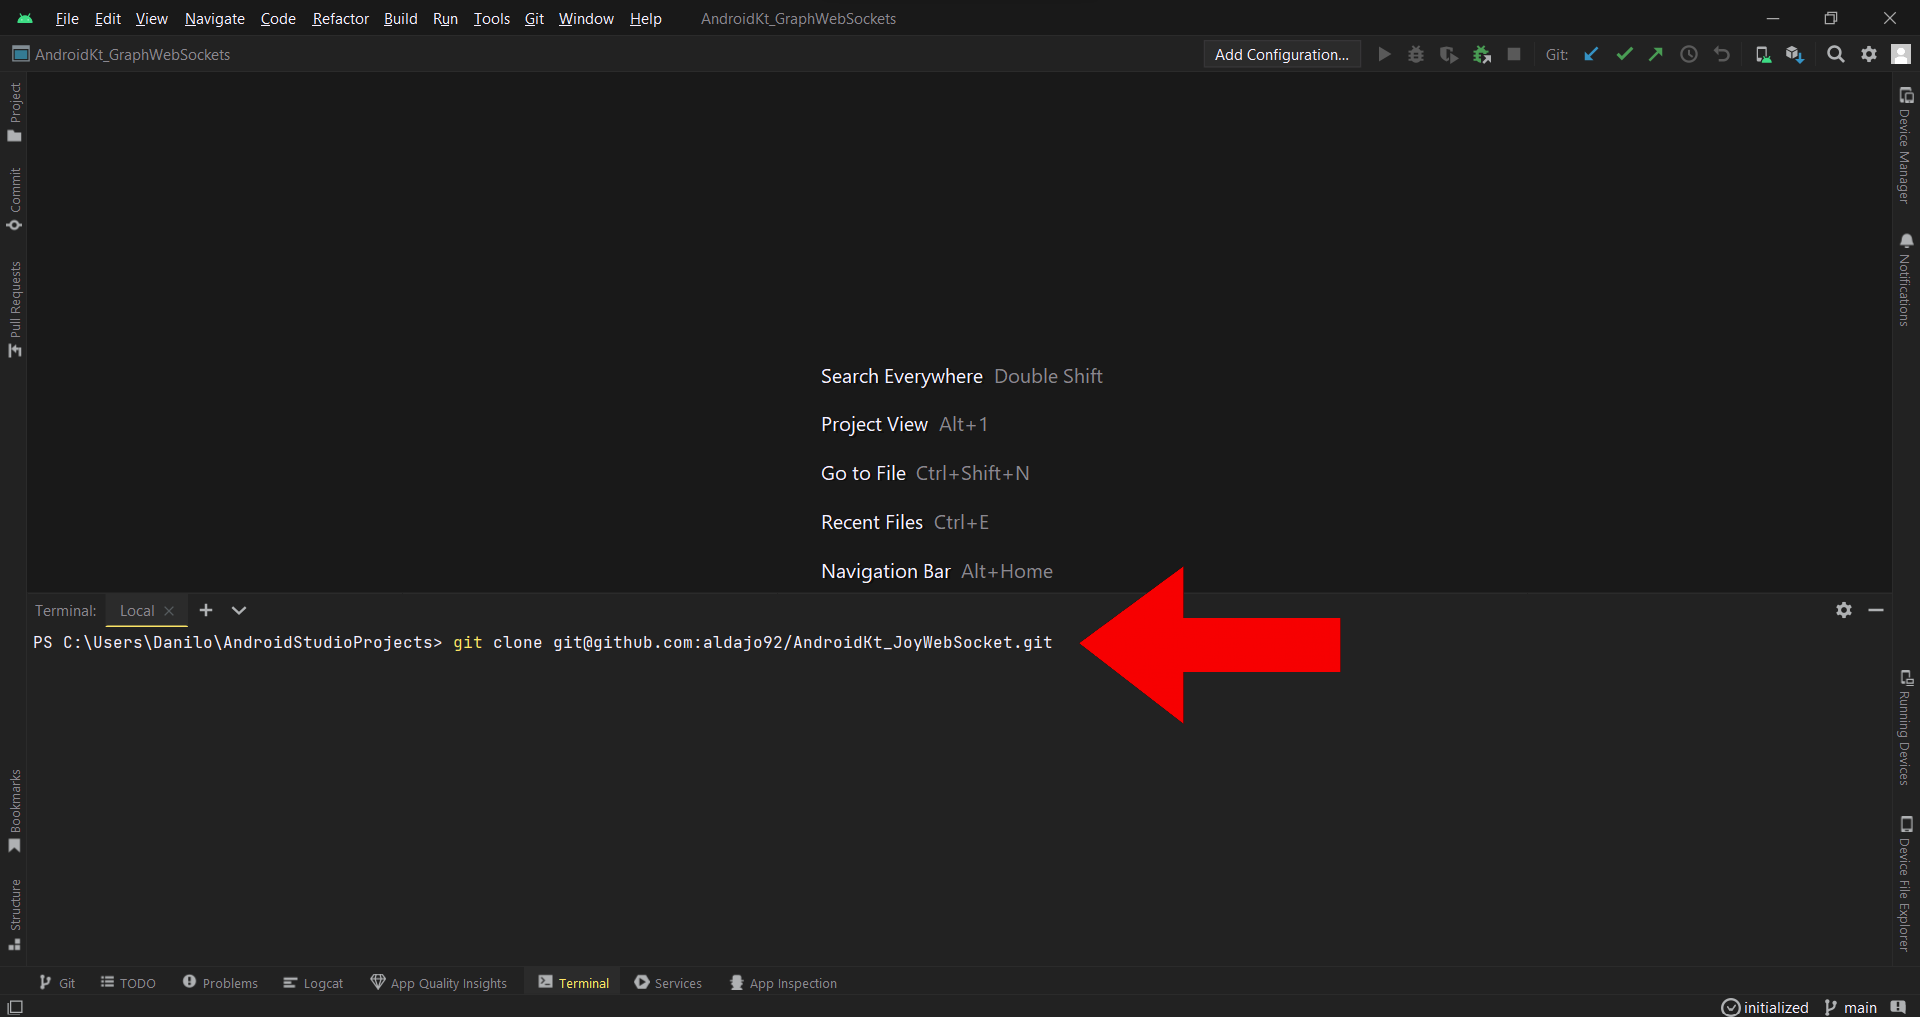 File Edit View Navigate Code Refactor Build Run Tools Git Window Help AndroidKt_GraphWebSockets
AndroidKt_GraphWebSockets Add Configuration... Git:
Project
Commit
Pull Requests
Bookmarks
Structure
Device Manager
Notifications
Running Devices
Device File Explorer
Search Everywhere Double Shift
Project View Alt+1
Go to File Ctrl+Shift+N
Recent Files Ctrl+E
Navigation Bar Alt+Home
Terminal: Local
PS C:\Users\Danilo\AndroidStudioProjects> git clone git@github.com:aldajo92/AndroidKt_JoyWebSocket.git
Git TODO Problems Logcat App Quality Insights Terminal Services App Inspection
initialized main